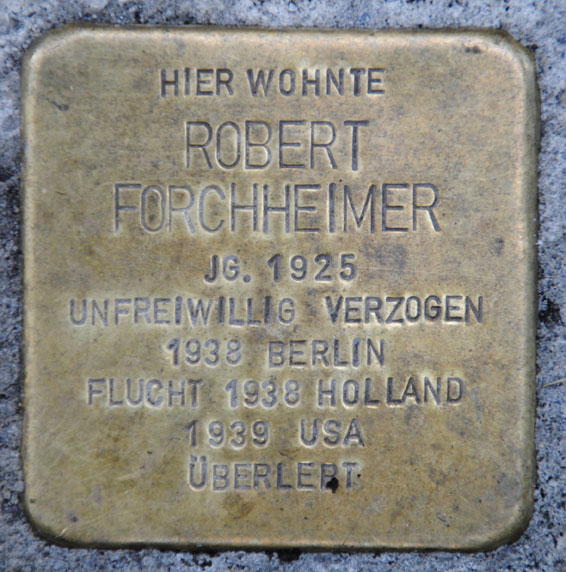 HIER WOHNTE
ROBERT
FORCHHEIMER
JG. 1925
UNFREIWILLIG VERZOGEN
1938 BERLIN
FLUCHT 1938 HOLLAND
1939 USA
ÜBERLEBT